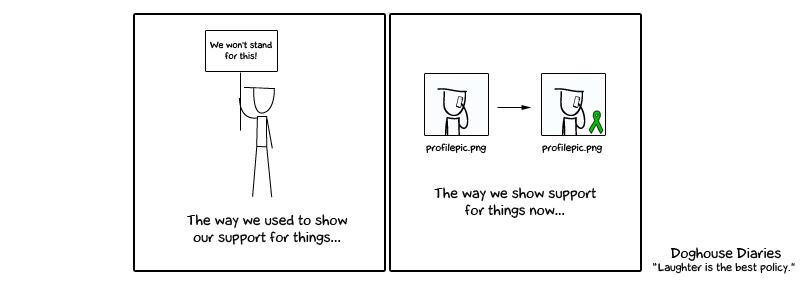 We won't stand
for this!
The way we used to show
our support for things...
profilepic.png
profilepic.png
The way we show support
for things now...
Doghouse Diaries
"Laughter is the best policy."